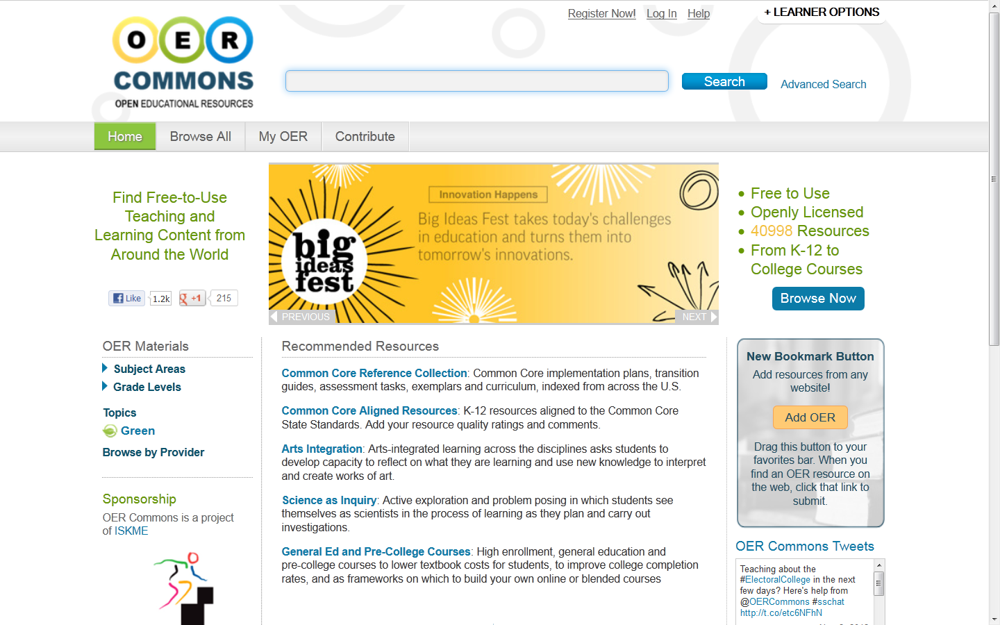 Register Now! Log In Help
+ LEARNER OPTIONS
OER
COMMONS
OPEN EDUCATIONAL RESOURCES
Search
Advanced Search
Home
Browse All
My OER
Contribute
Find Free-to-Use
Teaching and
Learning Content from
Around the World
Like
1.2k
+1
215
Innovation Happens
Big Ideas Fest takes today's challenges
in education and turns them into
tomorrow's innovations.
big
ideas
fest
PREVIOUS
NEXT
Free to Use
Openly Licensed
40998 Resources
From K-12 to
College Courses
Browse Now
OER Materials
Subject Areas
Grade Levels
Topics
Green
Browse by Provider
Sponsorship
OER Commons is a project
of ISKME
Recommended Resources
Common Core Reference Collection: Common Core implementation plans, transition
guides, assessment tasks, exemplars and curriculum, indexed from across the U.S.
Common Core Aligned Resources: K-12 resources aligned to the Common Core
State Standards. Add your resource quality ratings and comments.
Arts Integration: Arts-integrated learning across the disciplines asks students to
develop capacity to reflect on what they are learning and use new knowledge to interpret
and create works of art.
Science as Inquiry: Active exploration and problem posing in which students see
themselves as scientists in the process of learning as they plan and carry out
investigations.
General Ed and Pre-College Courses: High enrollment, general education and
pre-college courses to lower textbook costs for students, to improve college completion
rates, and as frameworks on which to build your own online or blended courses
New Bookmark Button
Add resources from any
website!
Add OER
Drag this button to your
favorites bar. When you
find an OER resource on
the web, click that link to
submit.
OER Commons Tweets
Teaching about the
#ElectoralCollege in the next
few days? Here's help from
@OERCommons #sschat
http://t.co/etc6NFhN